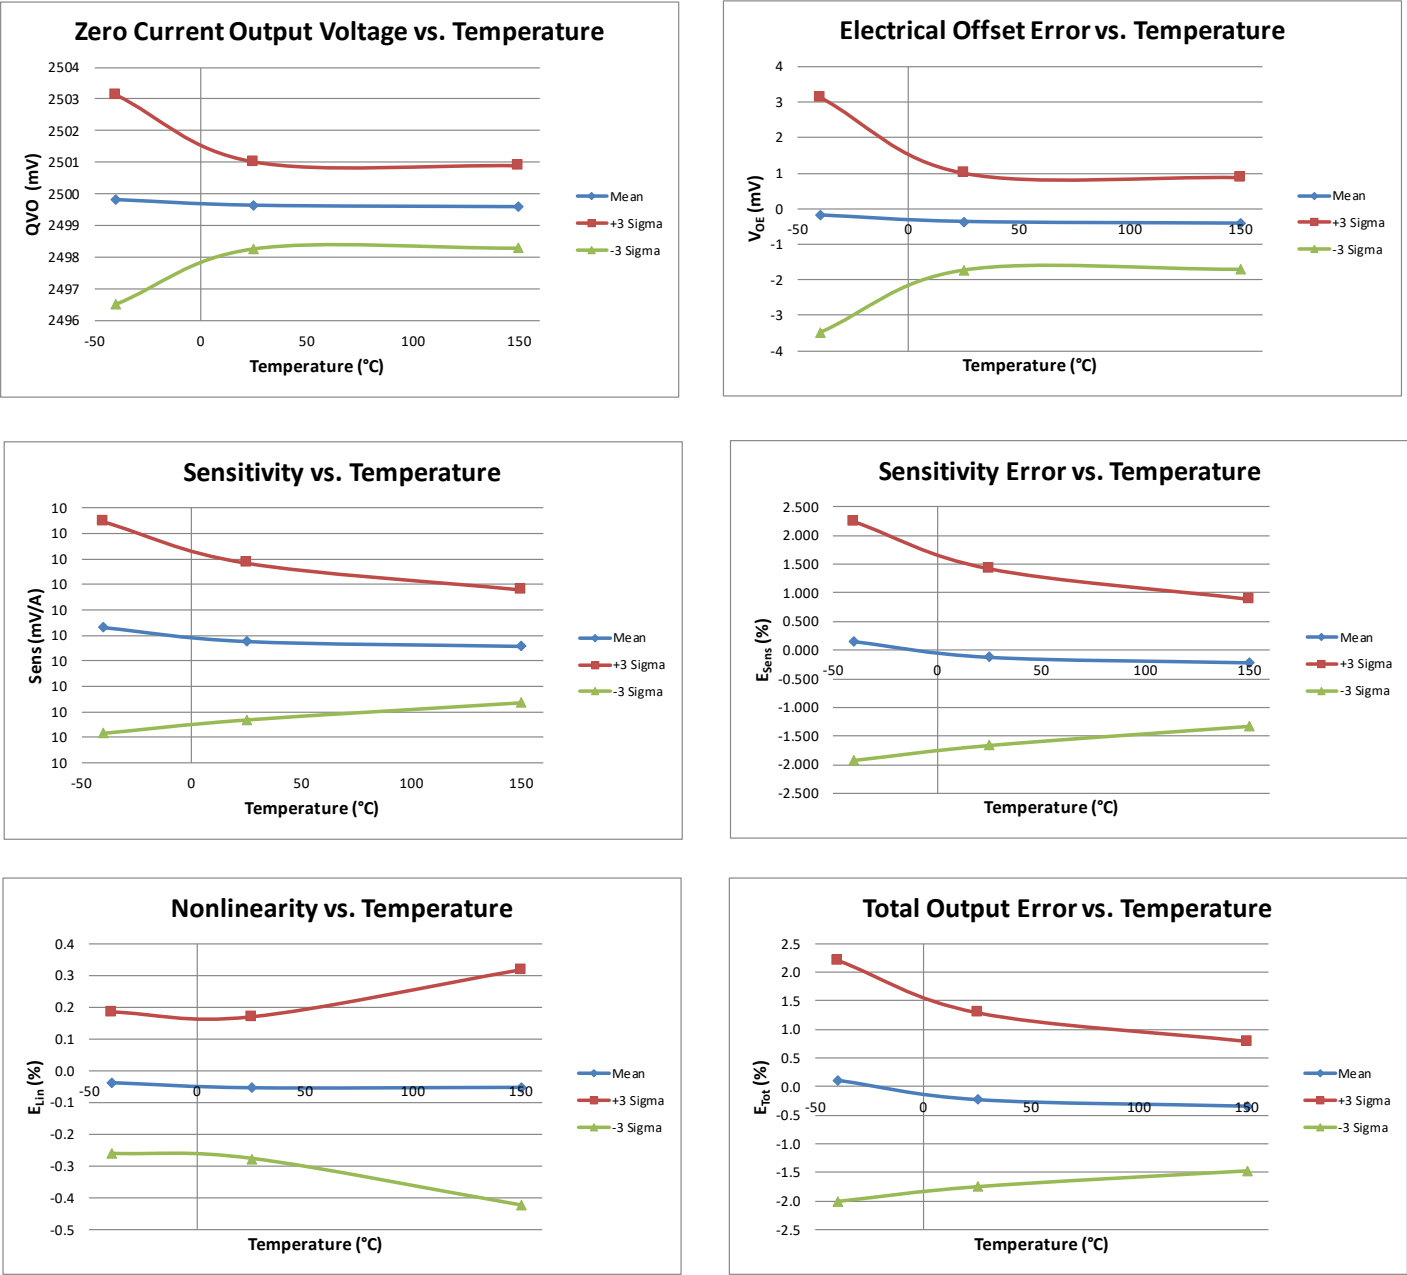 Zero Current Output Voltage vs. Temperature
2504
2503
2502
2501
2500
2499
2498
2497
2496
QVO (mV)
-50 0 50 100 150
Temperature (°C)
Mean
+3 Sigma
-3 Sigma
Electrical Offset Error vs. Temperature
4
3
2
1
0
-1
-2
-3
-4
VOE (mV)
-50 0 50 100 150
Temperature (°C)
Mean
+3 Sigma
-3 Sigma
Sensitivity vs. Temperature
10
10
10
10
10
10
10
10
10
10
10
Sens (mV/A)
-50 0 50 100 150
Temperature (°C)
Mean
+3 Sigma
-3 Sigma
Sensitivity Error vs. Temperature
2.500
2.000
1.500
1.000
0.500
0.000
-0.500
-1.000
-1.500
-2.000
-2.500
ESens (%)
-50 0 50 100 150
Temperature (°C)
Mean
+3 Sigma
-3 Sigma
Nonlinearity vs. Temperature
0.4
0.3
0.2
0.1
0.0
-0.1
-0.2
-0.3
-0.4
-0.5
ELin (%)
-50 0 50 100 150
Temperature (°C)
Mean
+3 Sigma
-3 Sigma
Total Output Error vs. Temperature
2.5
2.0
1.5
1.0
0.5
0.0
-0.5
-1.0
-1.5
-2.0
-2.5
ETot (%)
-50 0 50 100 150
Temperature (°C)
Mean
+3 Sigma
-3 Sigma